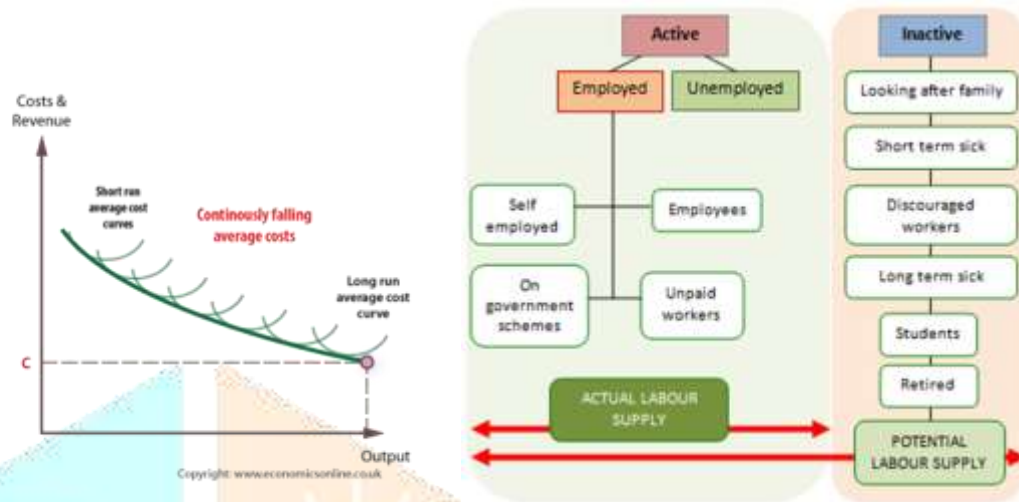 Costs &
Revenue
Short run
average cost
curves
Continously falling
average costs
Long run
average cost
curve
C
Output
Copyright: www.economicsonline.co.uk
Active
Employed
Unemployed
Self
employed
Employees
On
government
schemes
Unpaid
workers
ACTUAL LABOUR
SUPPLY
Inactive
Looking after family
Short term sick
Discouraged
workers
Long term sick
Students
Retired
POTENTIAL
LABOUR SUPPLY